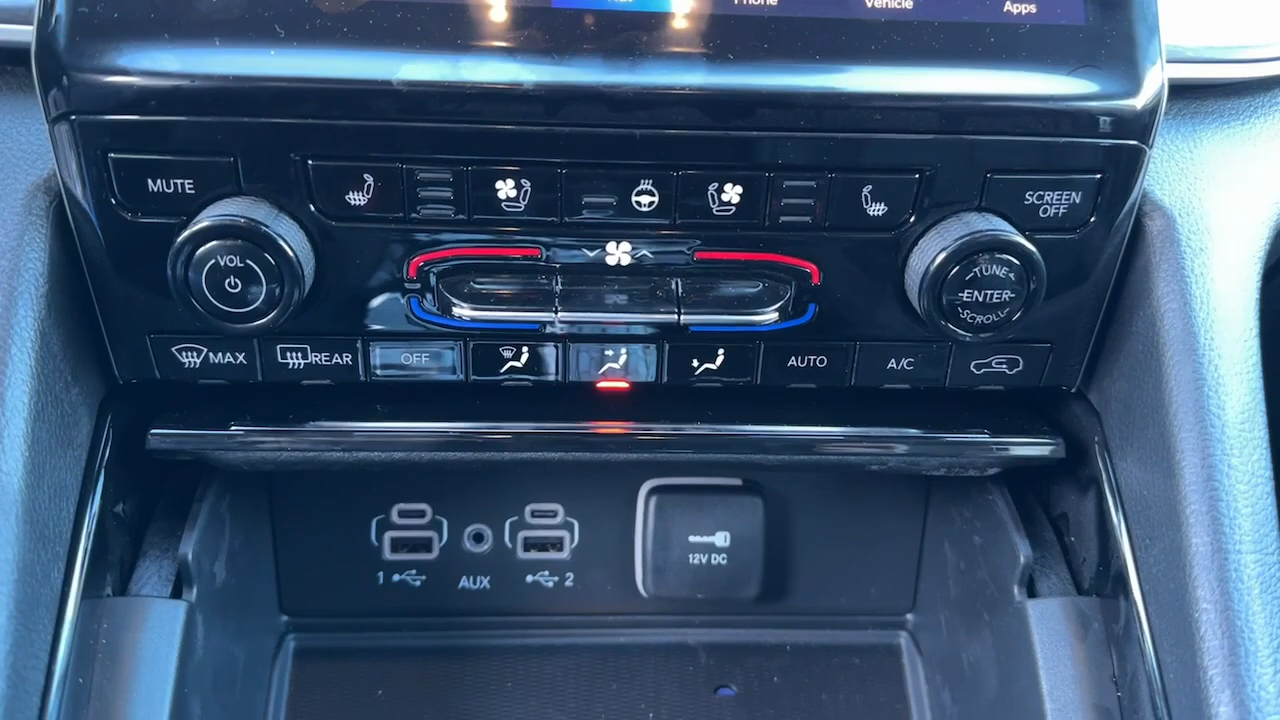 Phone
Vehicle
Apps
MUTE
SCREEN
OFF
VOL
TUNE
ENTER
SCROLL
MAX
REAR
OFF
AUTO
A/C
1
AUX
2
12V DC